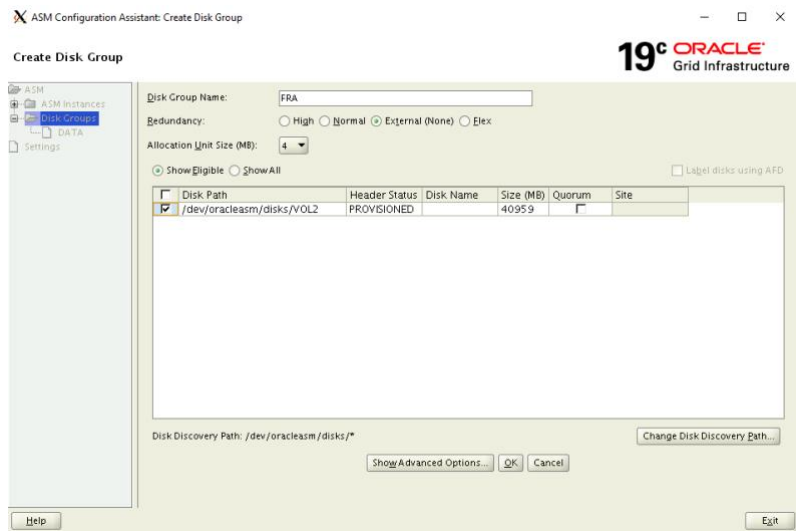 ASM Configuration Assistant: Create Disk Group
Create Disk Group
19c ORACLE
Grid Infrastructure
ASM
ASM Instances
Disk Groups
DATA
Settings
Disk Group Name: FRA
Redundancy: High Normal External (None) Flex
Allocation Unit Size (MB): 4
Show Eligible Show All
Label disks using AFD
Disk Path Header Status Disk Name Size (MB) Quorum Site
/dev/oracleasm/disks/VOL2 PROVISIONED 40959
Disk Discovery Path: /dev/oracleasm/disks/*
Change Disk Discovery Path...
Show Advanced Options... OK Cancel
Help Exit